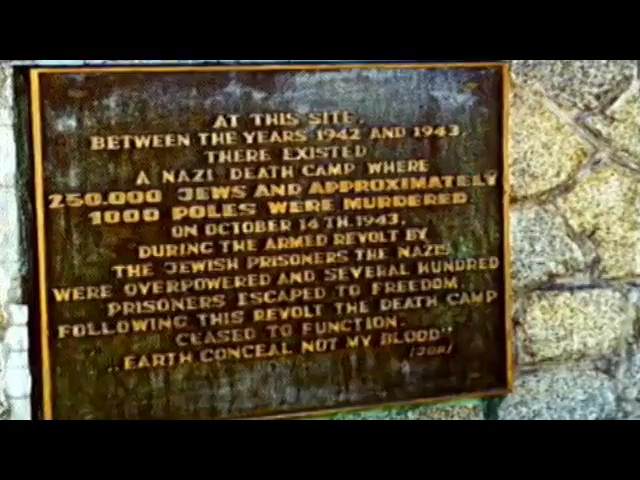 AT THIS SITE,
BETWEEN THE YEARS 1942 AND 1943,
THERE EXISTED
A NAZI DEATH CAMP WHERE
250.000 JEWS AND APPROXIMATELY
1000 POLES WERE MURDERED
ON OCTOBER 14TH.1943,
DURING THE ARMED REVOLT BY
THE JEWISH PRISONERS THE NAZIS
WERE OVERPOWERED AND SEVERAL HUNDRED
PRISONERS ESCAPED TO FREEDOM.
FOLLOWING THIS REVOLT THE DEATH CAMP
CEASED TO FUNCTION.
„EARTH CONCEAL NOT MY BLOOD"
(JOB)